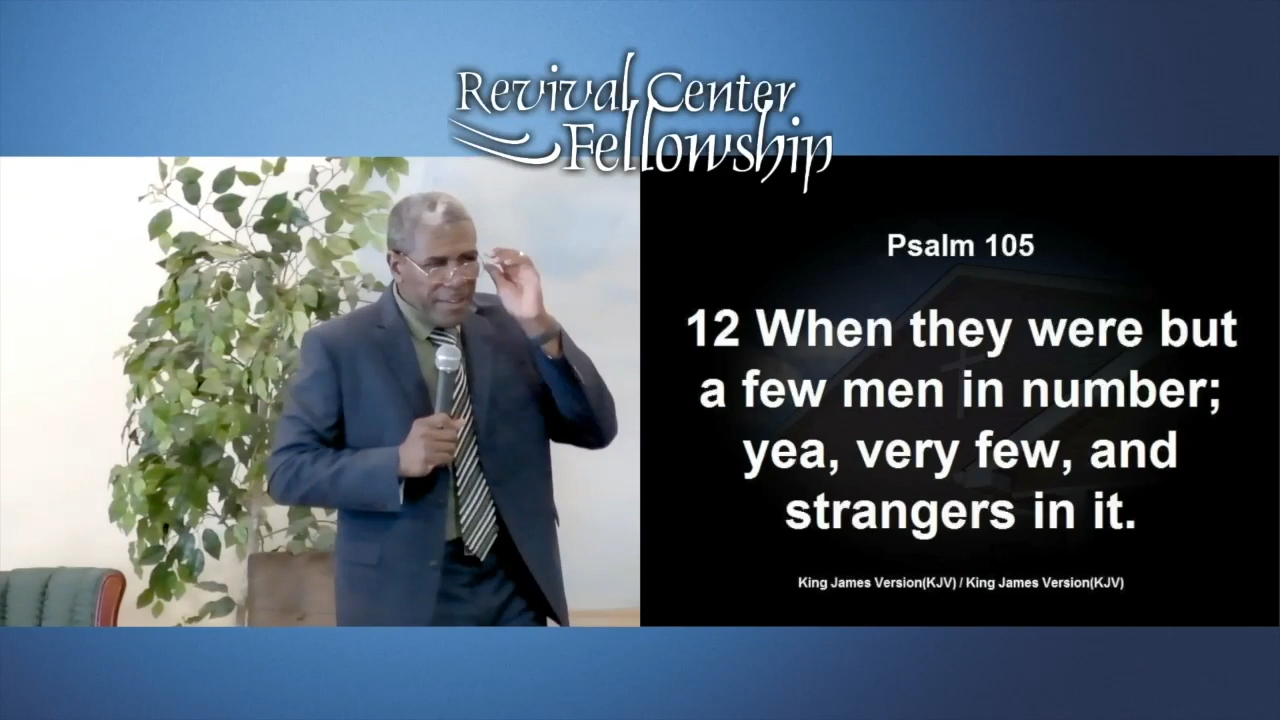 Revival Center
Fellowship
Psalm 105
12 When they were but
a few men in number;
yea, very few, and
strangers in it.
King James Version(KJV) / King James Version(KJV)